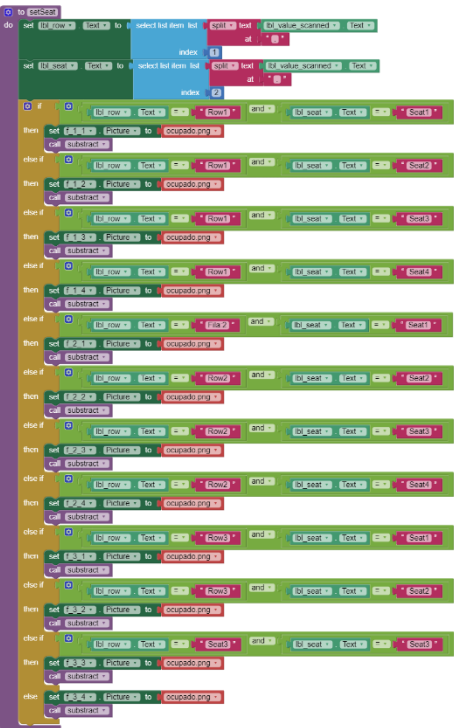 to setSeat
do set lbl_row . Text to select list item list split text lbl_value_scanned . Text
at " "
index 1
set lbl_seat . Text to select list item list split text lbl_value_scanned . Text
at " "
index 2
if lbl_row . Text = " Row1 " and lbl_seat . Text = " Seat1 "
then set f_1_1 . Picture to ocupado.png
call substract
else if lbl_row . Text = " Row1 " and lbl_seat . Text = " Seat2 "
then set f_1_2 . Picture to ocupado.png
call substract
else if lbl_row . Text = " Row1 " and lbl_seat . Text = " Seat3 "
then set f_1_3 . Picture to ocupado.png
call substract
else if lbl_row . Text = " Row1 " and lbl_seat . Text = " Seat4 "
then set f_1_4 . Picture to ocupado.png
call substract
else if lbl_row . Text = " Fila 2 " and lbl_seat . Text = " Seat1 "
then set f_2_1 . Picture to ocupado.png
call substract
else if lbl_row . Text = " Row2 " and lbl_seat . Text = " Seat2 "
then set f_2_2 . Picture to ocupado.png
call substract
else if lbl_row . Text = " Row2 " and lbl_seat . Text = " Seat3 "
then set f_2_3 . Picture to ocupado.png
call substract
else if lbl_row . Text = " Row2 " and lbl_seat . Text = " Seat4 "
then set f_2_4 . Picture to ocupado.png
call substract
else if lbl_row . Text = " Row3 " and lbl_seat . Text = " Seat1 "
then set f_3_1 . Picture to ocupado.png
call substract
else if lbl_row . Text = " Row3 " and lbl_seat . Text = " Seat2 "
then set f_3_2 . Picture to ocupado.png
call substract
else if lbl_row . Text = " Seat3 " and lbl_seat . Text = " Seat3 "
then set f_3_3 . Picture to ocupado.png
call substract
else set f_3_4 . Picture to ocupado.png
call substract